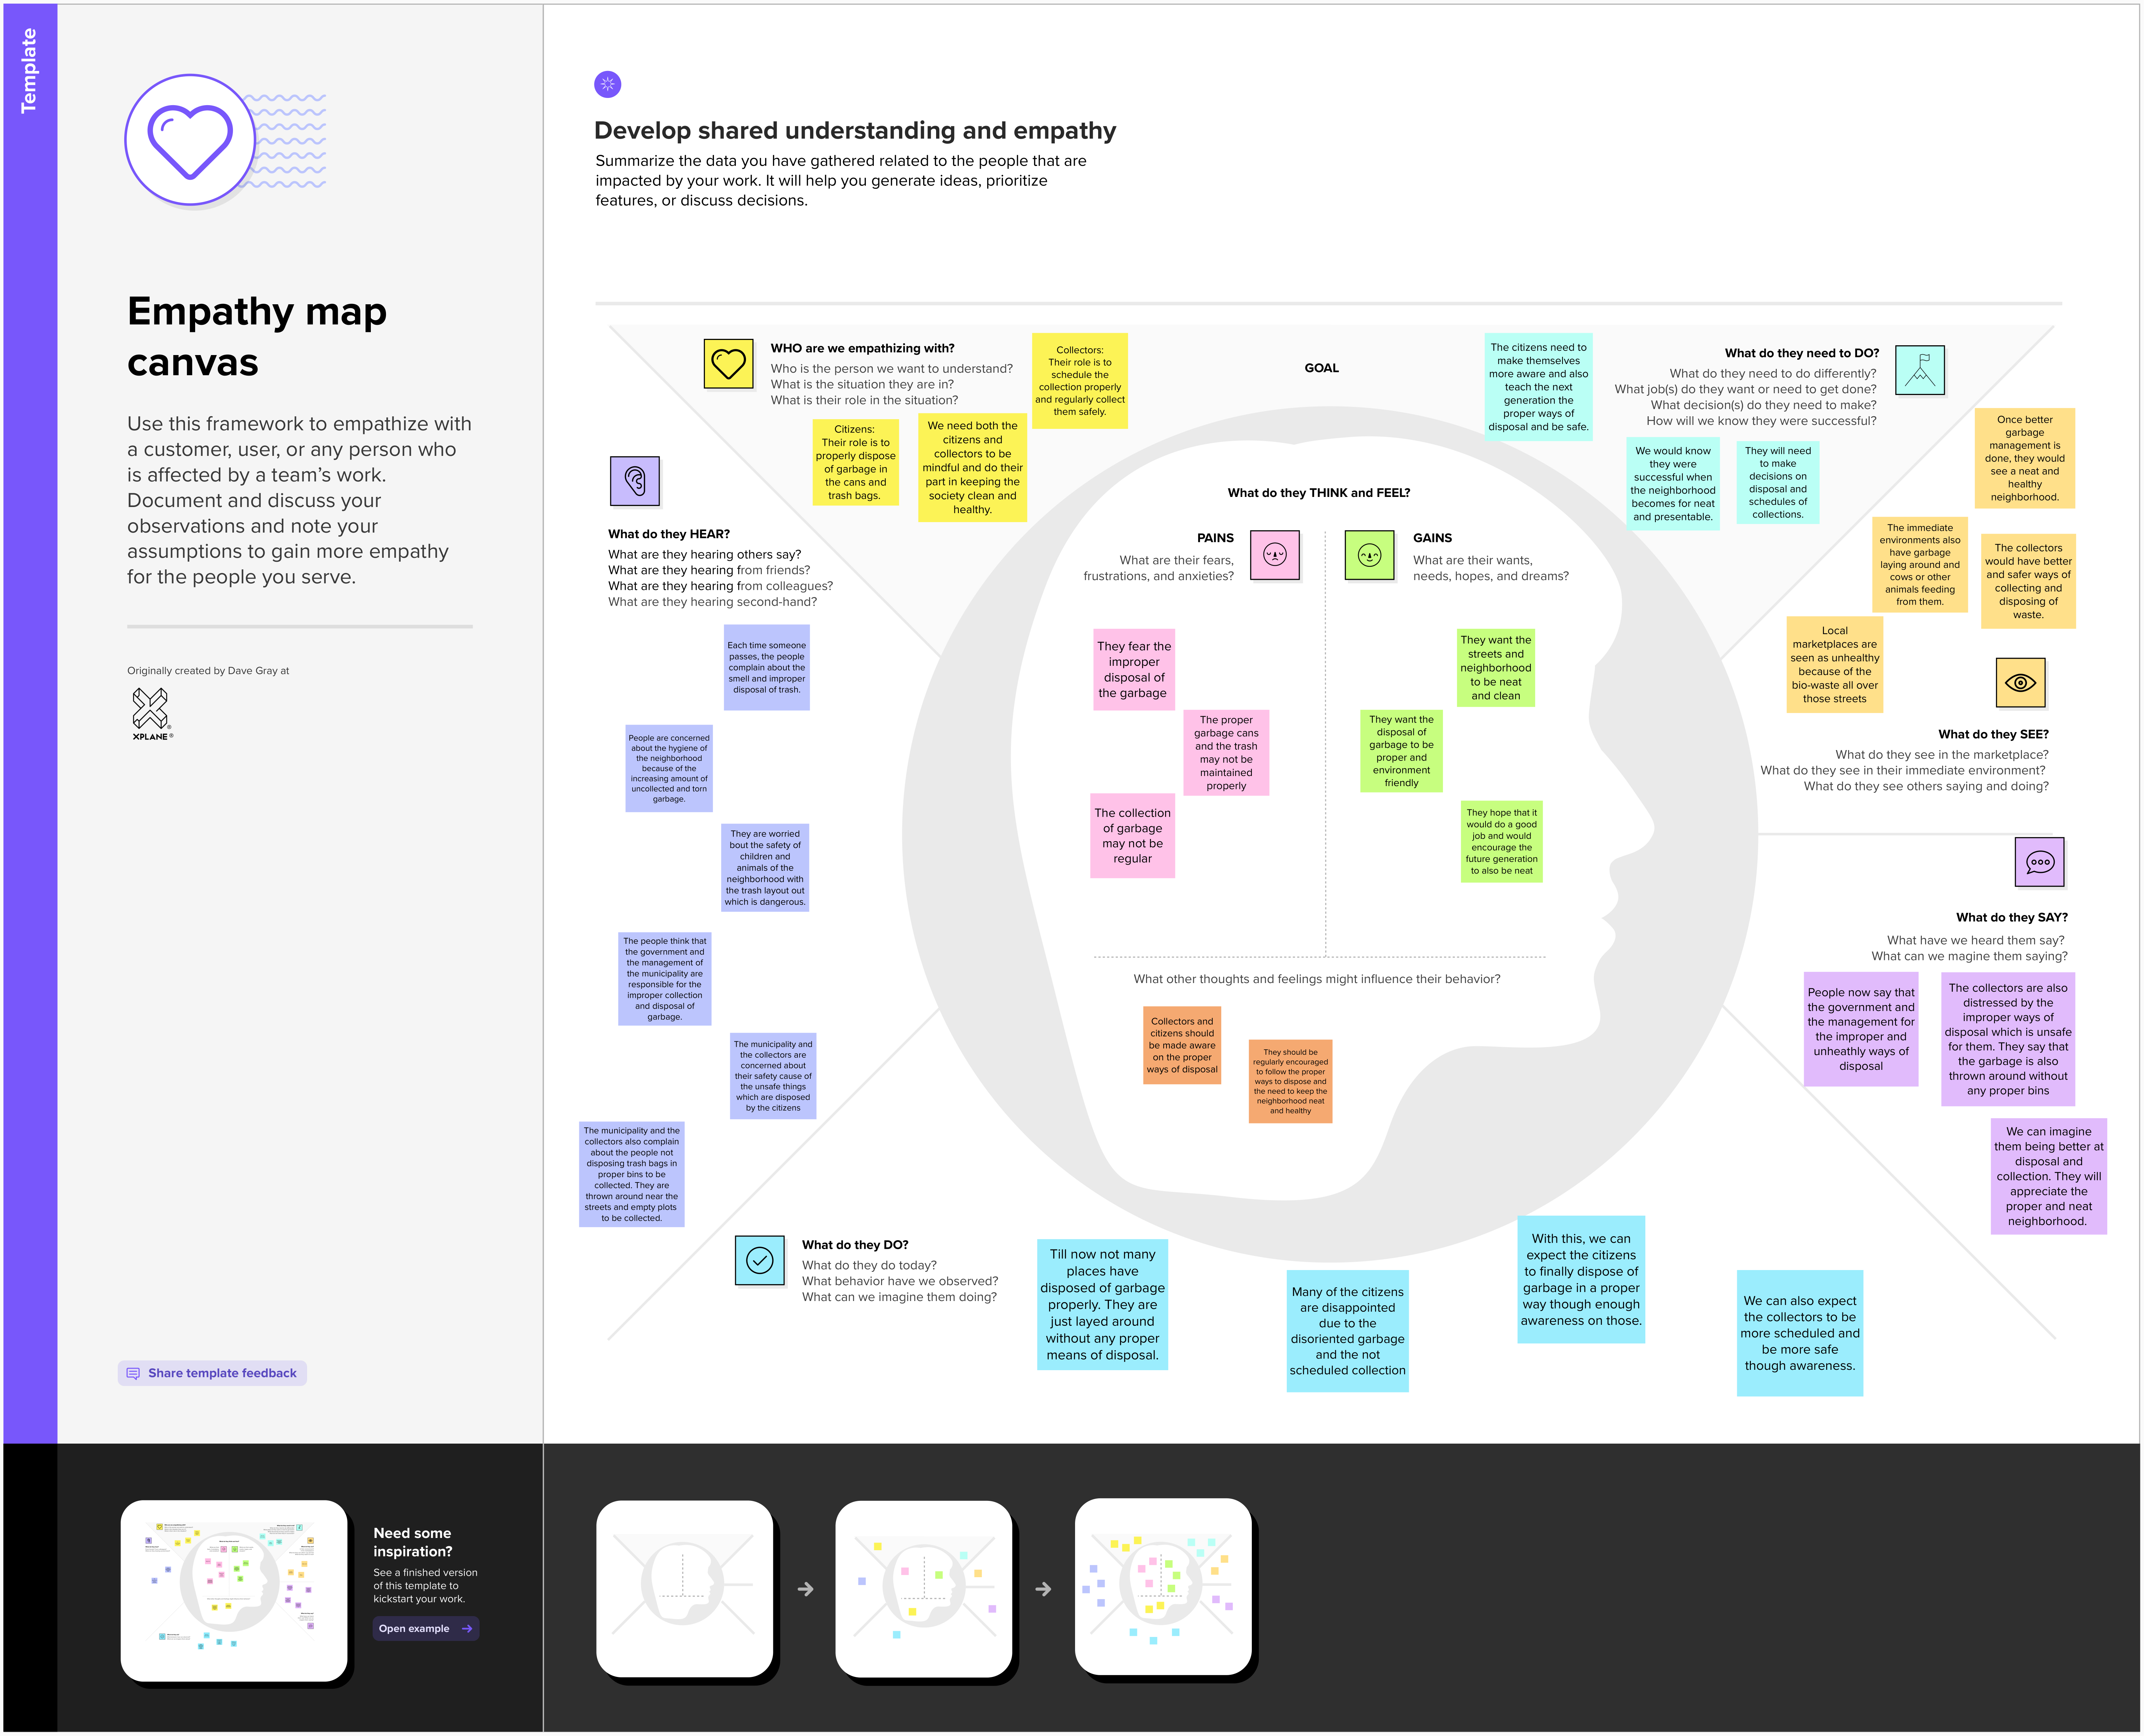 Template
Empathy map
canvas
Use this framework to empathize with
a customer, user, or any person who
is affected by a team's work.
Document and discuss your
observations and note your
assumptions to gain more empathy
for the people you serve.
Originally created by Dave Gray at
XPLANE®
Share template feedback
Develop shared understanding and empathy
Summarize the data you have gathered related to the people that are
impacted by your work. It will help you generate ideas, prioritize
features, or discuss decisions.
WHO are we empathizing with?
Who is the person we want to understand?
What is the situation they are in?
What is their role in the situation?
Collectors:
Their role is to
schedule the
collection properly
and regularly collect
them safely.
Citizens:
Their role is to
properly dispose
of garbage in
the cans and
trash bags.
We need both the
citizens and
collectors to be
mindful and do their
part in keeping the
society clean and
healthy.
GOAL
The citizens need to
make themselves
more aware and also
teach the next
generation the
proper ways of
disposal and be safe.
What do they need to DO?
What do they need to do differently?
What job(s) do they want or need to get done?
What decision(s) do they need to make?
How will we know they were successful?
We would know
they were
successful when
the neighborhood
becomes for neat
and presentable.
They will need
to make
decisions on
disposal and
schedules of
collections.
Once better
garbage
management is
done, they would
see a neat and
healthy
neighborhood.
The immediate
environments also
have garbage
laying around and
cows or other
animals feeding
from them.
The collectors
would have better
and safer ways of
collecting and
disposing of
waste.
Local
marketplaces are
seen as unhealthy
because of the
bio-waste all over
those streets
What do they SEE?
What do they see in the marketplace?
What do they see in their immediate environment?
What do they see others saying and doing?
What do they HEAR?
What are they hearing others say?
What are they hearing from friends?
What are they hearing from colleagues?
What are they hearing second-hand?
Each time someone
passes, the people
complain about the
smell and improper
disposal of trash.
People are concerned
about the hygiene of
the neighborhood
because of the
increasing amount of
uncollected and torn
garbage.
They are worried
bout the safety of
children and
animals of the
neighborhood with
the trash layout out
which is dangerous.
The people think that
the government and
the management of
the municipality are
responsible for the
improper collection
and disposal of
garbage.
The municipality and
the collectors are
concerned about
their safety cause of
the unsafe things
which are disposed
by the citizens
The municipality and the
collectors also complain
about the people not
disposing trash bags in
proper bins to be
collected. They are
thrown around near the
streets and empty plots
to be collected.
What do they THINK and FEEL?
PAINS
What are their fears,
frustrations, and anxieties?
GAINS
What are their wants,
needs, hopes, and dreams?
They fear the
improper
disposal of
the garbage
The proper
garbage cans
and the trash
may not be
maintained
properly
The collection
of garbage
may not be
regular
They want the
streets and
neighborhood
to be neat
and clean
They want the
disposal of
garbage to be
proper and
environment
friendly
They hope that it
would do a good
job and would
encourage the
future generation
to also be neat
What other thoughts and feelings might influence their behavior?
Collectors and
citizens should
be made aware
on the proper
ways of disposal
They should be
regularly encouraged
to follow the proper
ways to dispose and
the need to keep the
neighborhood neat
and healthy
What do they SAY?
What have we heard them say?
What can we magine them saying?
People now say that
the government and
the management for
the improper and
unheathly ways of
disposal
The collectors are also
distressed by the
improper ways of
disposal which is unsafe
for them. They say that
the garbage is also
thrown around without
any proper bins
We can imagine
them being better at
disposal and
collection. They will
appreciate the
proper and neat
neighborhood.
What do they DO?
What do they do today?
What behavior have we observed?
What can we imagine them doing?
Till now not many
places have
disposed of garbage
properly. They are
just layed around
without any proper
means of disposal.
Many of the citizens
are disappointed
due to the
disoriented garbage
and the not
scheduled collection
With this, we can
expect the citizens
to finally dispose of
garbage in a proper
way though enough
awareness on those.
We can also expect
the collectors to be
more scheduled and
be more safe
though awareness.
Need some
inspiration?
See a finished version
of this template to
kickstart your work.
Open example